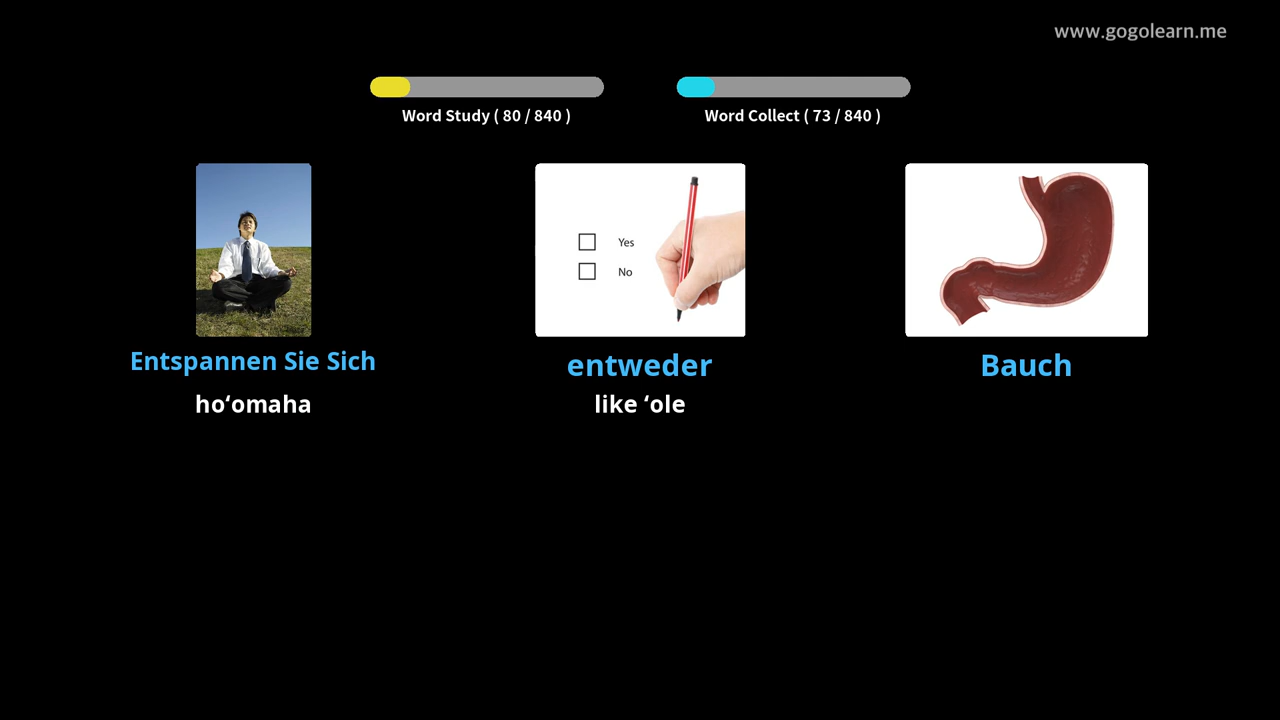 www.gogolearn.me
Word Study ( 80 / 840 )
Word Collect ( 73 / 840 )
Yes
No
Entspannen Sie Sich
entweder
Bauch
hoʻomaha
like ʻole